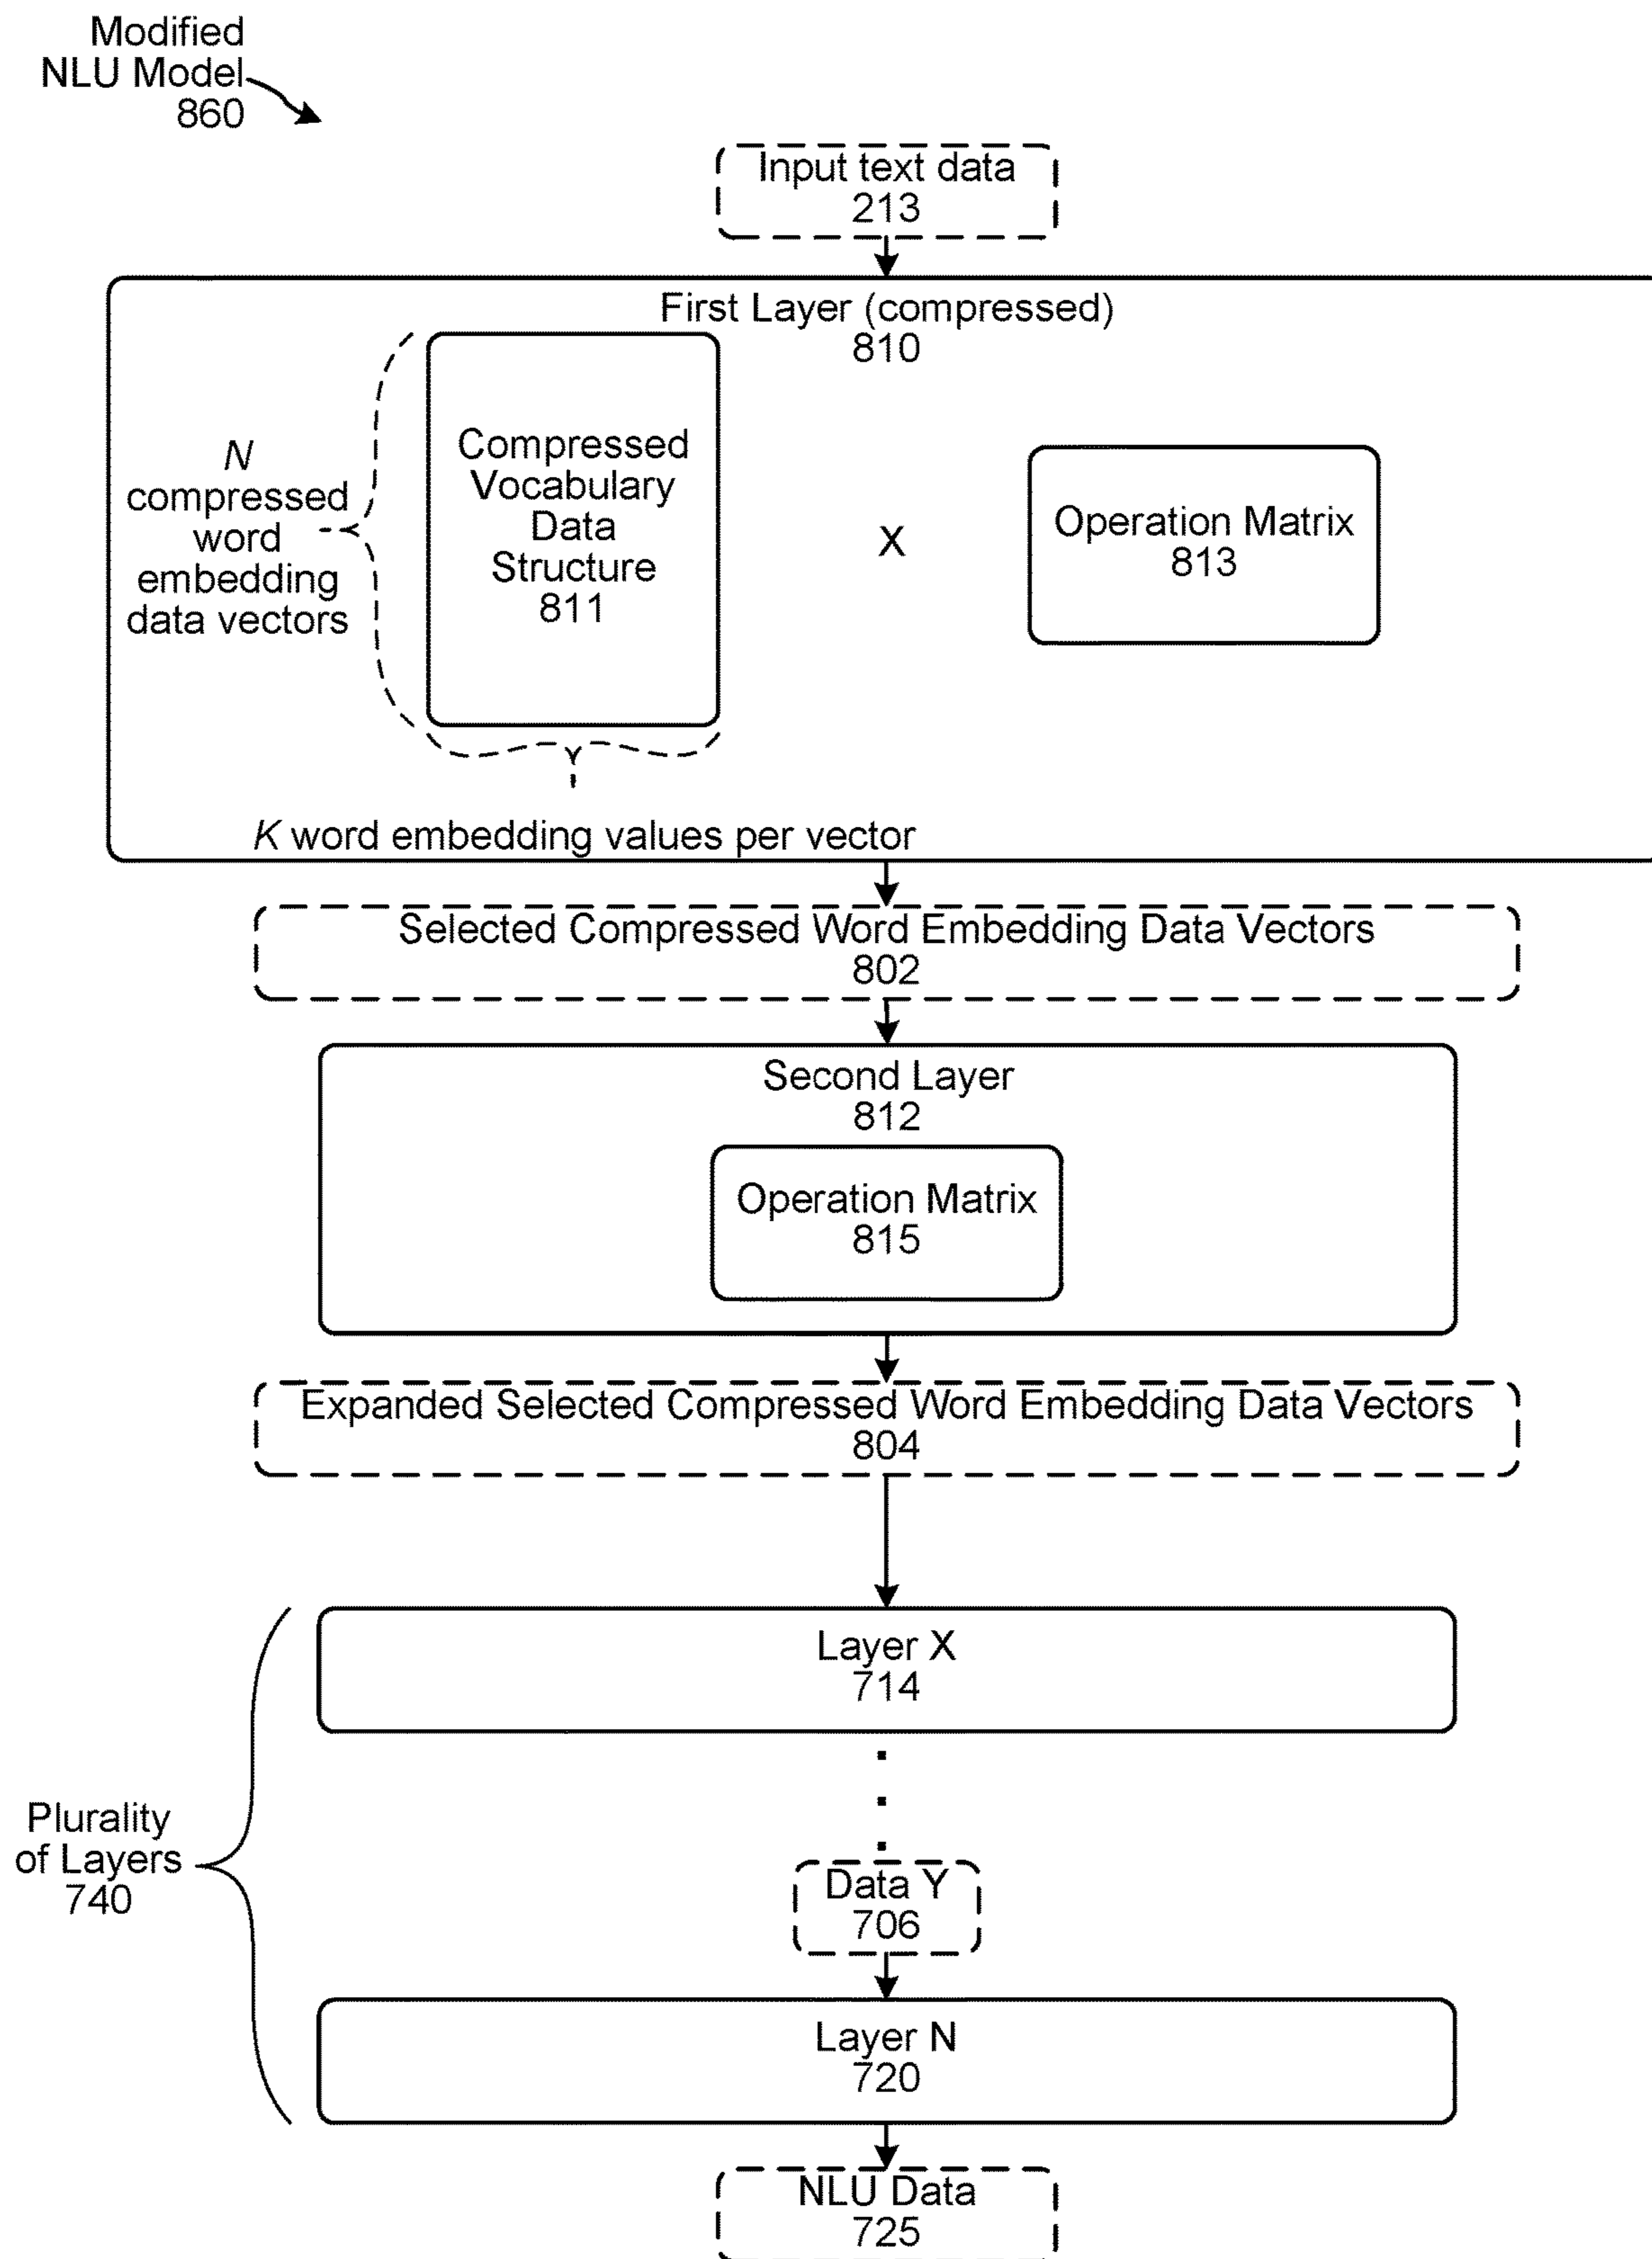 Modified
NLU Model
860
Input text data
213
First Layer (compressed)
810
N
compressed
word
embedding
data vectors
Compressed
Vocabulary
Data
Structure
811
X
Operation Matrix
813
K word embedding values per vector
Selected Compressed Word Embedding Data Vectors
802
Second Layer
812
Operation Matrix
815
Expanded Selected Compressed Word Embedding Data Vectors
804
Layer X
714
Plurality
of Layers
740
Data Y
706
Layer N
720
NLU Data
725